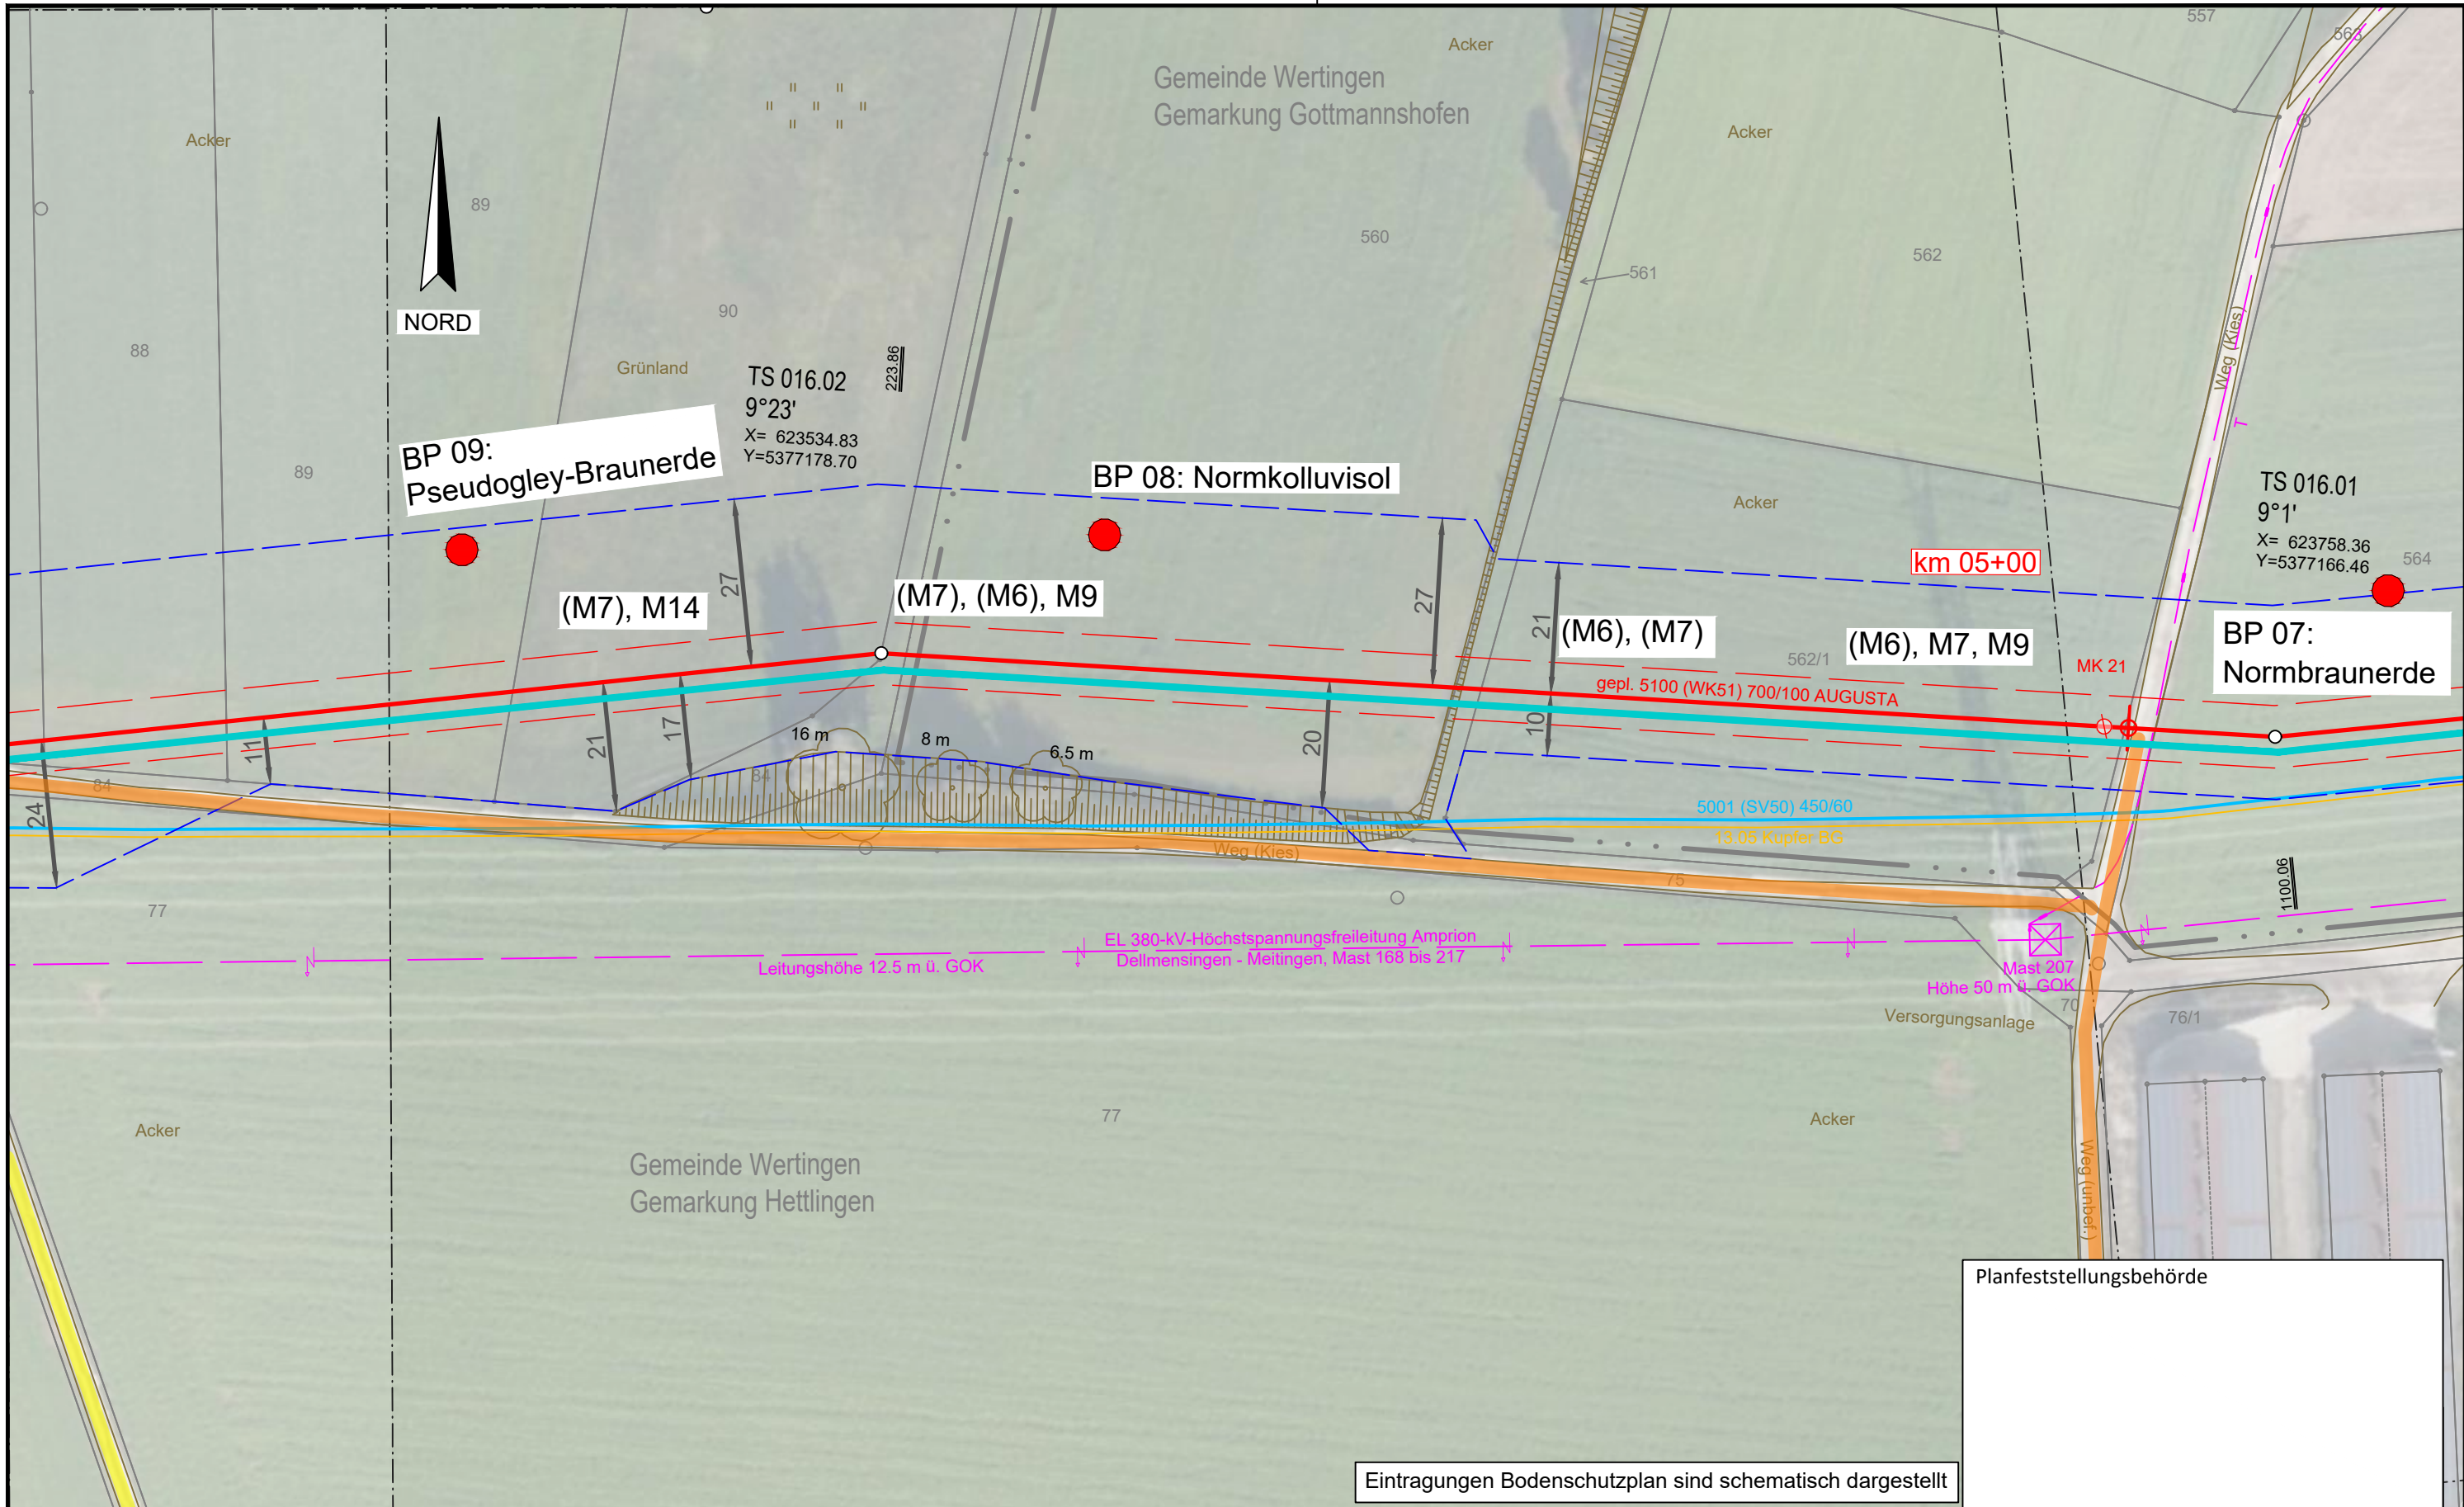 557
563
Acker
Gemeinde Wertingen
Gemarkung Gottmannshofen
Acker
Acker
89
560
562
561
NORD
90
88
Grünland
223.86
TS 016.02
9°23'
X= 623534.83
Y=5377178.70
Weg (Kies)
T
BP 09:
Pseudogley-Braunerde
89
BP 08: Normkolluvisol
Acker
TS 016.01
9°1'
X= 623758.36
Y=5377166.46
564
km 05+00
27
27
21
(M7), M14
(M7), (M6), M9
(M6), (M7)
(M6), M7, M9
562/1
MK 21
BP 07:
Normbraunerde
gepl. 5100 (WK51) 700/100 AUGUSTA
11
21
17
20
10
16 m
8 m
6.5 m
84
84
24
5001 (SV50) 450/60
13.05 Kupfer BG
Weg (Kies)
75
1100.06
77
EL 380-kV-Höchstspannungsfreileitung Amprion
Dellmensingen - Meitingen, Mast 168 bis 217
Leitungshöhe 12.5 m ü. GOK
N
N
N
N
N
Mast 207
Höhe 50 m ü. GOK
70
76/1
Versorgungsanlage
77
Acker
Acker
Gemeinde Wertingen
Gemarkung Hettlingen
Weg (unbef.)
Planfeststellungsbehörde
Eintragungen Bodenschutzplan sind schematisch dargestellt